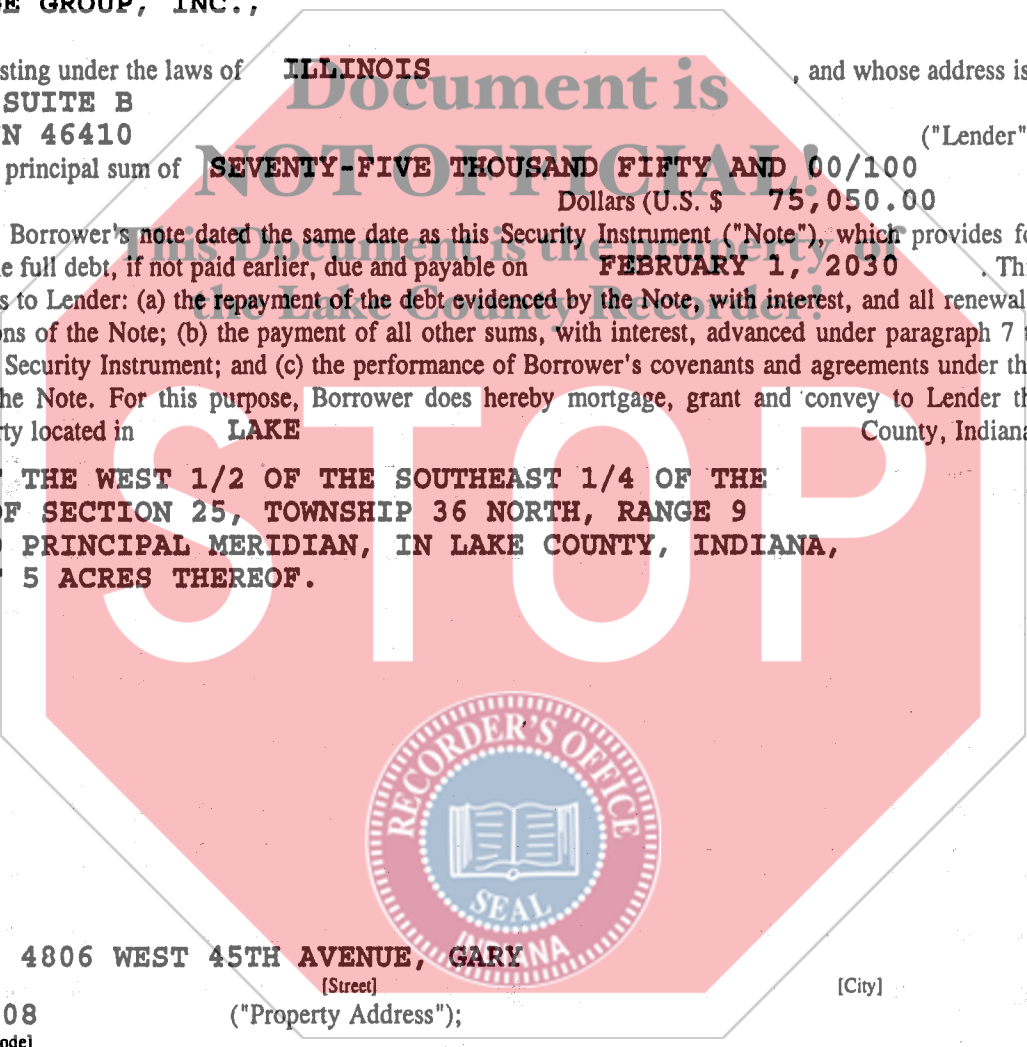 GE GROUP, INC.,
sting under the laws of ILLINOIS , and whose address is
SUITE B
N 46410 ("Lender"
principal sum of SEVENTY-FIVE THOUSAND FIFTY AND 00/100
Dollars (U.S. $ 75,050.00
Borrower's note dated the same date as this Security Instrument ("Note"), which provides fo
e full debt, if not paid earlier, due and payable on FEBRUARY 1, 2030 . Thi
s to Lender: (a) the repayment of the debt evidenced by the Note, with interest, and all renewal
ons of the Note; (b) the payment of all other sums, with interest, advanced under paragraph 7
Security Instrument; and (c) the performance of Borrower's covenants and agreements under th
he Note. For this purpose, Borrower does hereby mortgage, grant and convey to Lender th
ty located in LAKE County, Indiana
THE WEST 1/2 OF THE SOUTHEAST 1/4 OF THE
OF SECTION 25, TOWNSHIP 36 NORTH, RANGE 9
PRINCIPAL MERIDIAN, IN LAKE COUNTY, INDIANA,
5 ACRES THEREOF.
4806 WEST 45TH AVENUE, GARY
[Street] [City]
08 ("Property Address");
ode]
Document is
NOT OFFICIAL!
This Document is the property of
the Lake County Recorder!
STOP
RECORDER'S OFFICE
SEAL
INDIANA